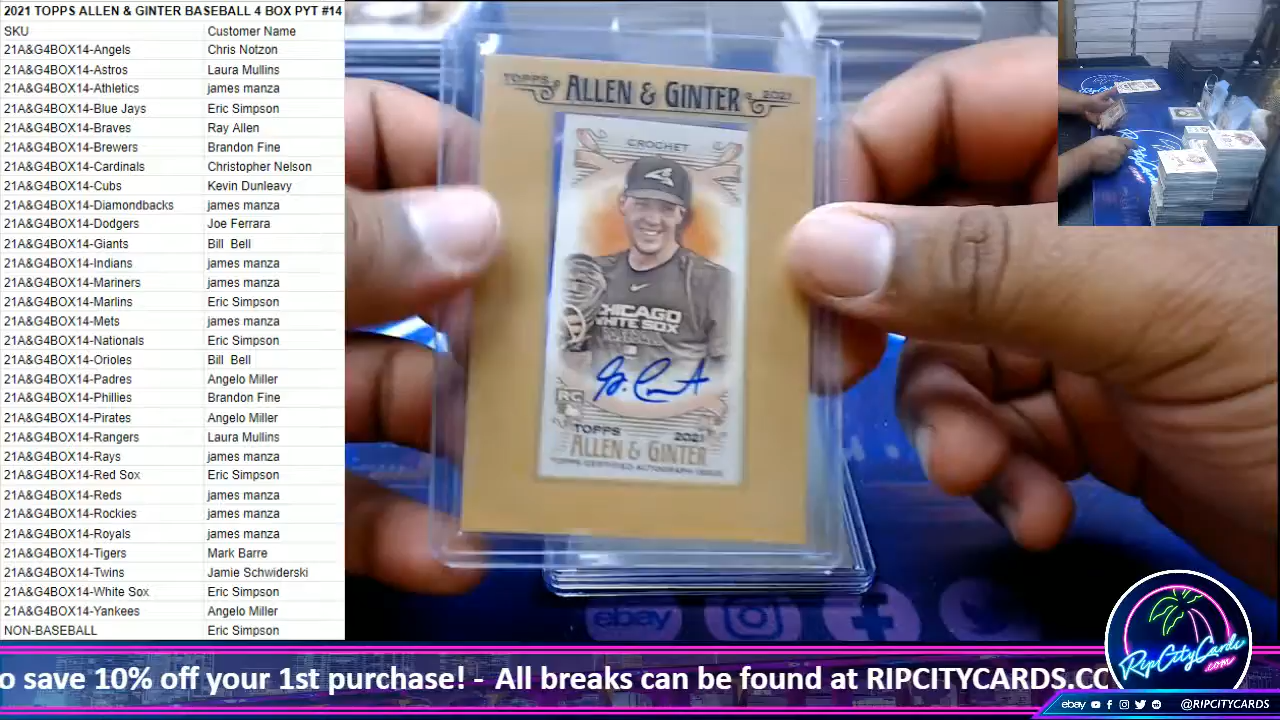 2021 TOPPS ALLEN & GINTER BASEBALL 4 BOX PYT #14
SKU Customer Name
21A&G4BOX14-Angels Chris Notzon
21A&G4BOX14-Astros Laura Mullins
21A&G4BOX14-Athletics james manza
21A&G4BOX14-Blue Jays Eric Simpson
21A&G4BOX14-Braves Ray Allen
21A&G4BOX14-Brewers Brandon Fine
21A&G4BOX14-Cardinals Christopher Nelson
21A&G4BOX14-Cubs Kevin Dunleavy
21A&G4BOX14-Diamondbacks james manza
21A&G4BOX14-Dodgers Joe Ferrara
21A&G4BOX14-Giants Bill Bell
21A&G4BOX14-Indians james manza
21A&G4BOX14-Mariners james manza
21A&G4BOX14-Marlins Eric Simpson
21A&G4BOX14-Mets james manza
21A&G4BOX14-Nationals Eric Simpson
21A&G4BOX14-Orioles Bill Bell
21A&G4BOX14-Padres Angelo Miller
21A&G4BOX14-Phillies Brandon Fine
21A&G4BOX14-Pirates Angelo Miller
21A&G4BOX14-Rangers Laura Mullins
21A&G4BOX14-Rays james manza
21A&G4BOX14-Red Sox Eric Simpson
21A&G4BOX14-Reds james manza
21A&G4BOX14-Rockies james manza
21A&G4BOX14-Royals james manza
21A&G4BOX14-Tigers Mark Barre
21A&G4BOX14-Twins Jamie Schwiderski
21A&G4BOX14-White Sox Eric Simpson
21A&G4BOX14-Yankees Angelo Miller
NON-BASEBALL Eric Simpson
TOPPS ALLEN & GINTER 2021
CROCHET
CHICAGO
WHITE SOX
RC
TOPPS 2021
ALLEN & GINTER
TOPPS CERTIFIED AUTOGRAPH ISSUE
ebay
RipCityCards
.com
o save 10% off your 1st purchase! - All breaks can be found at RIPCITYCARDS.CO
ebay @RIPCITYCARDS